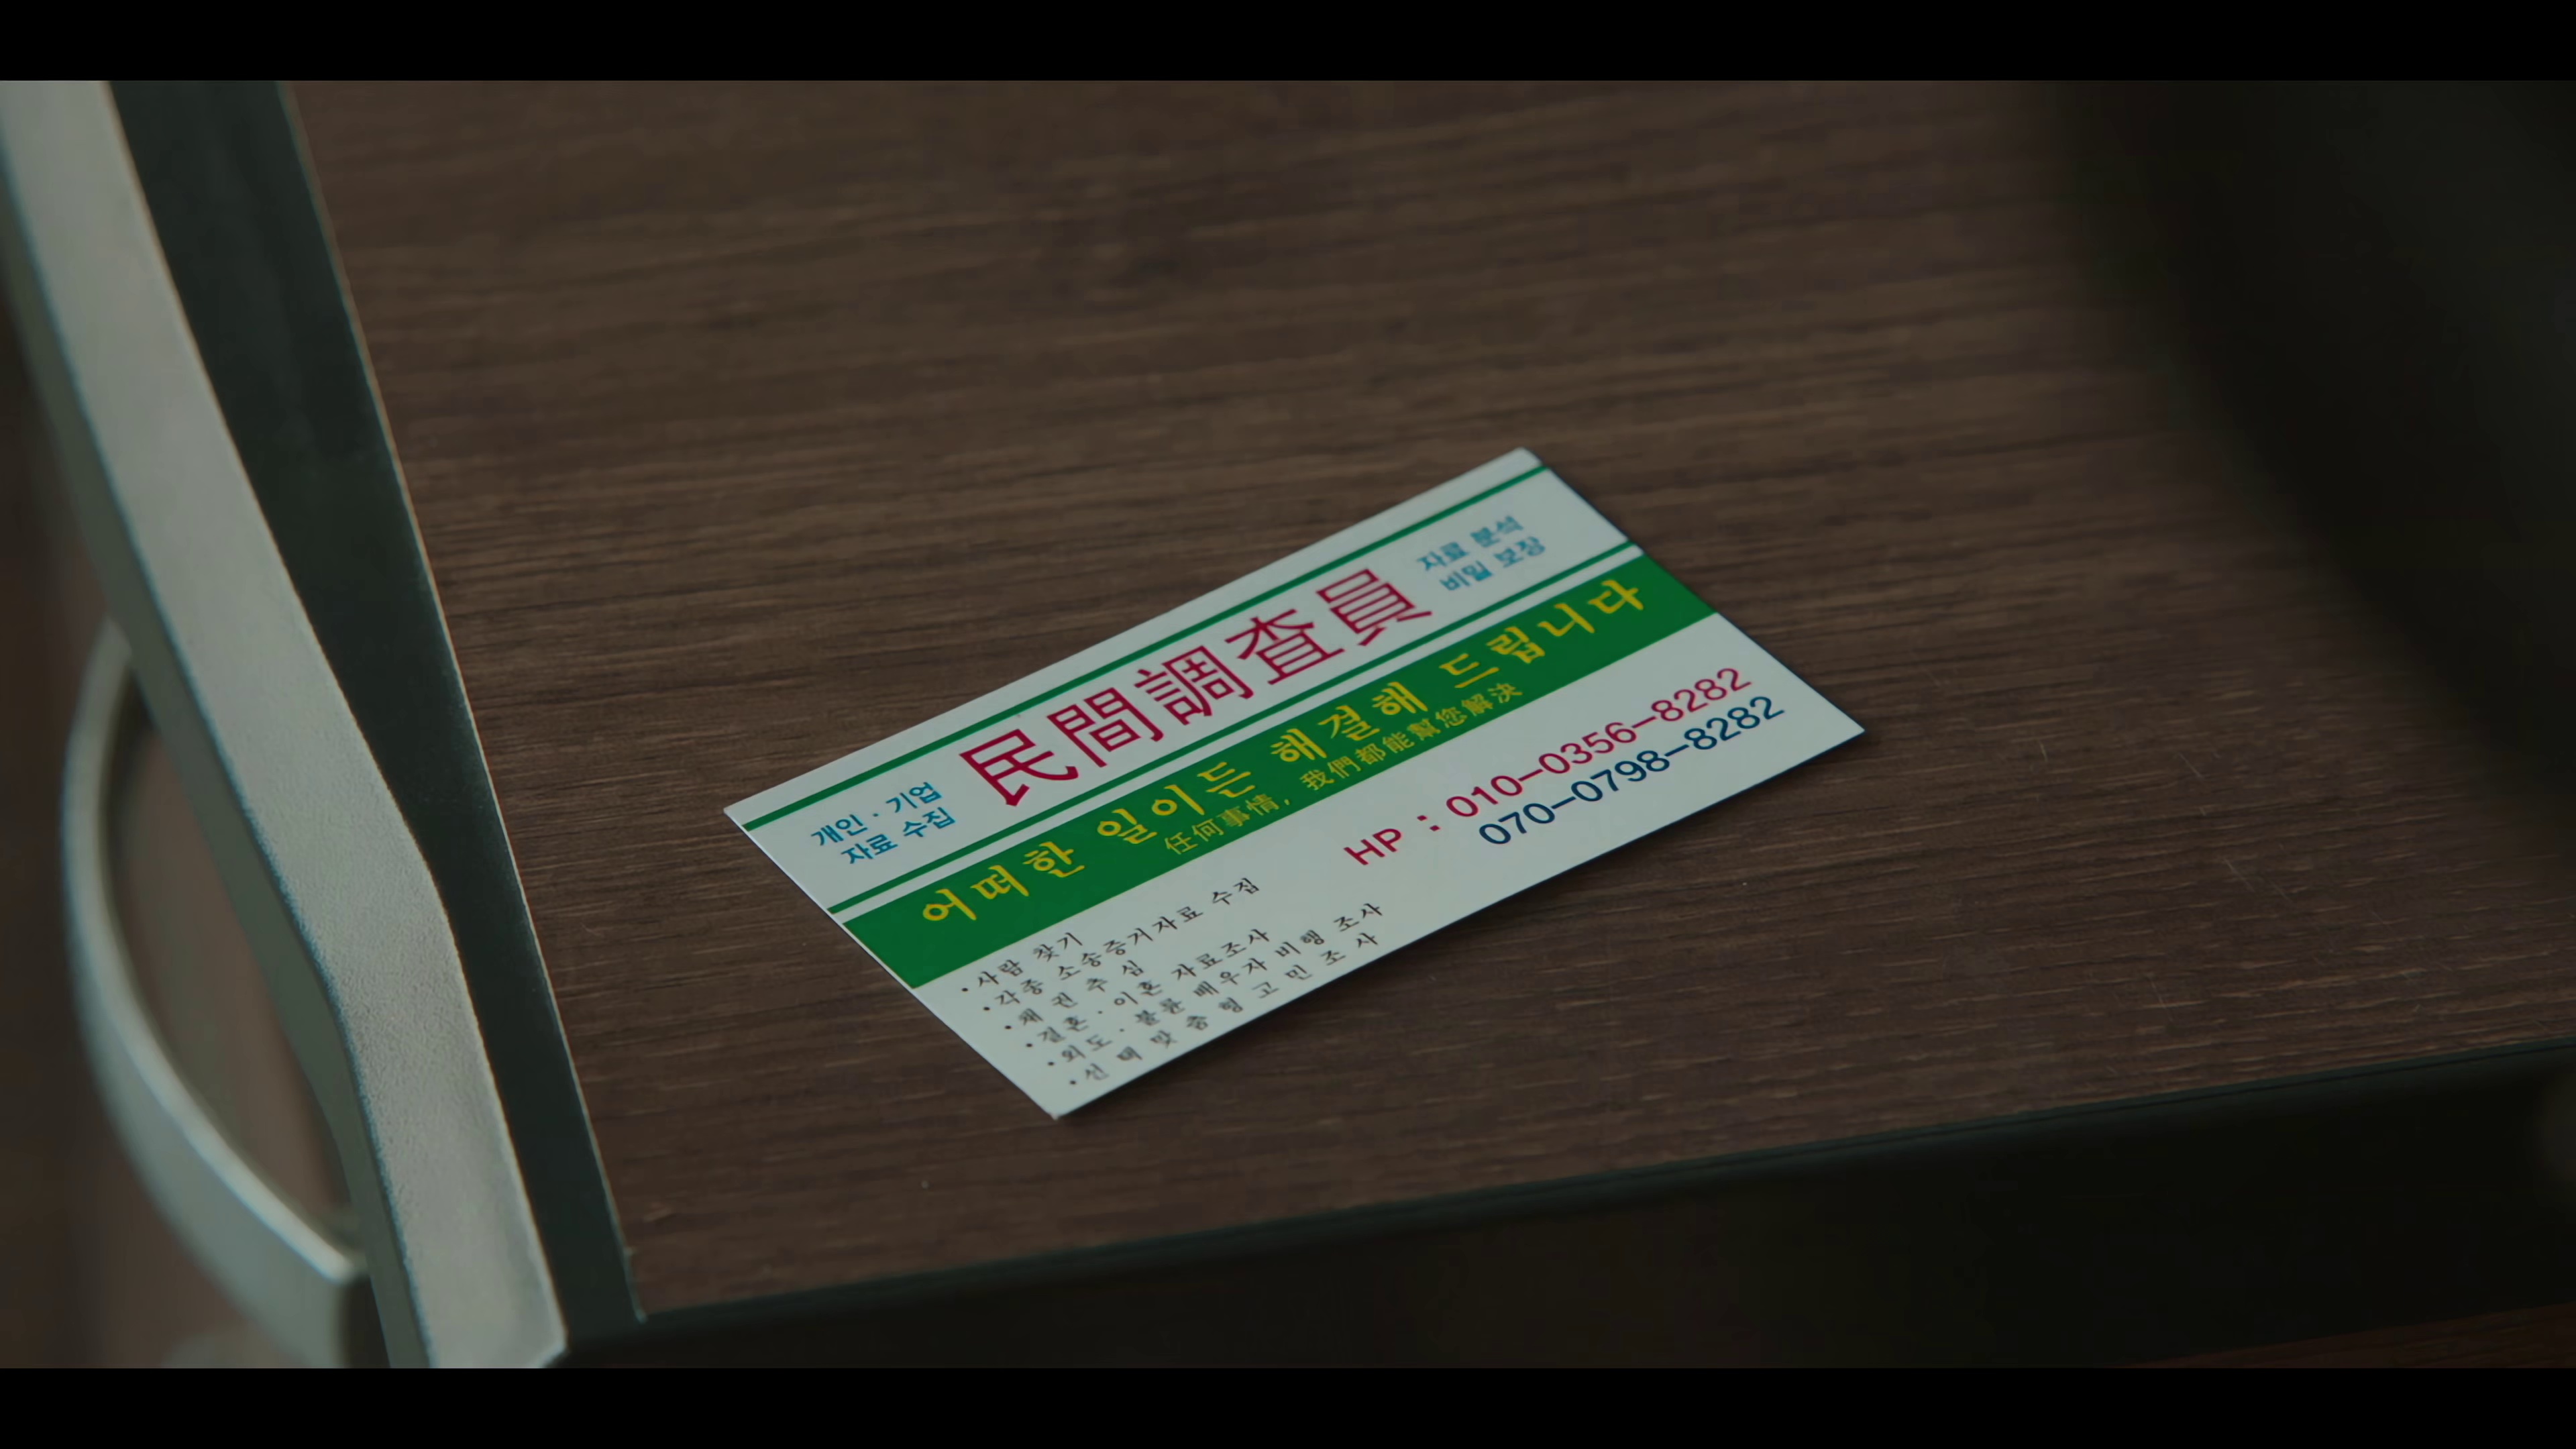 개인 · 기업
자료 수집
民間調査員
자료 분석
비밀 보장
어떠한 일이든 해결해 드립니다
任何事情, 我們都能幫您解決
HP : 010-0356-8282
070-0798-8282
·사람 찾기
·각종 소송증거자료 수집
·채 권 추 심
·결혼 · 이혼 자료조사
·외도 · 불륜 배우자 비행 조사
·선 택 맞 춤 형 고 민 조 사